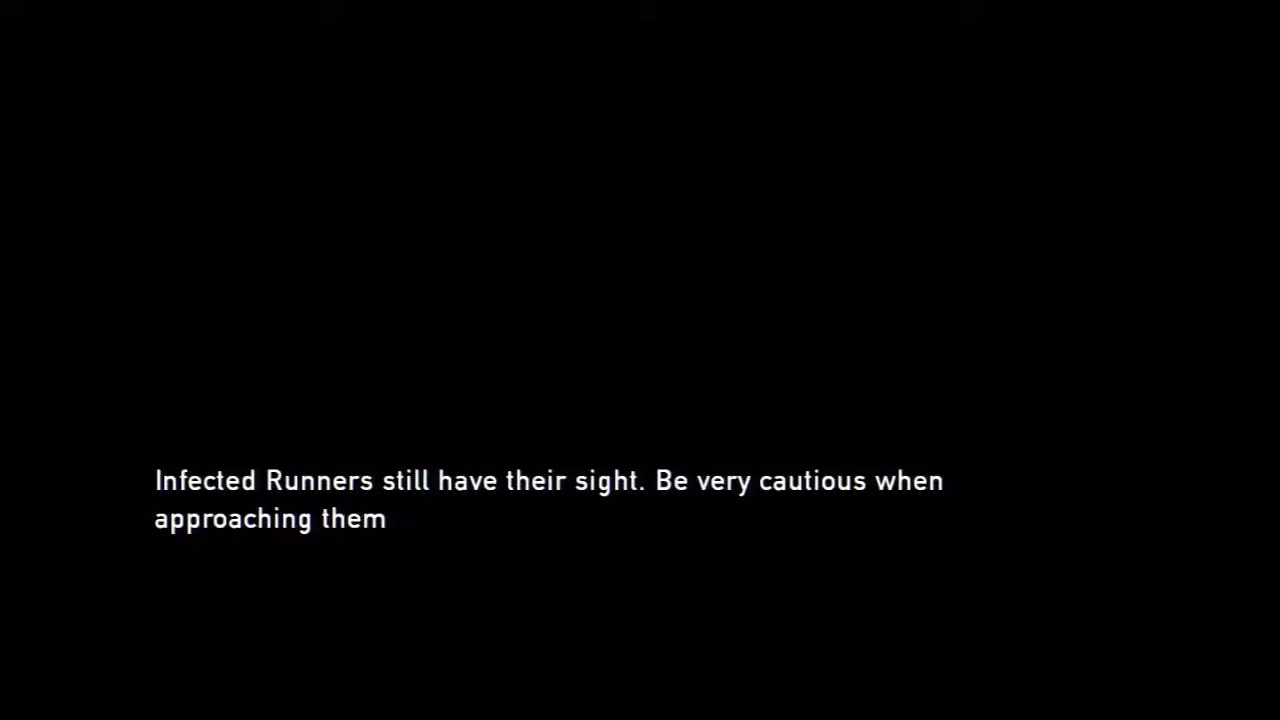 Infected Runners still have their sight. Be very cautious when
approaching them